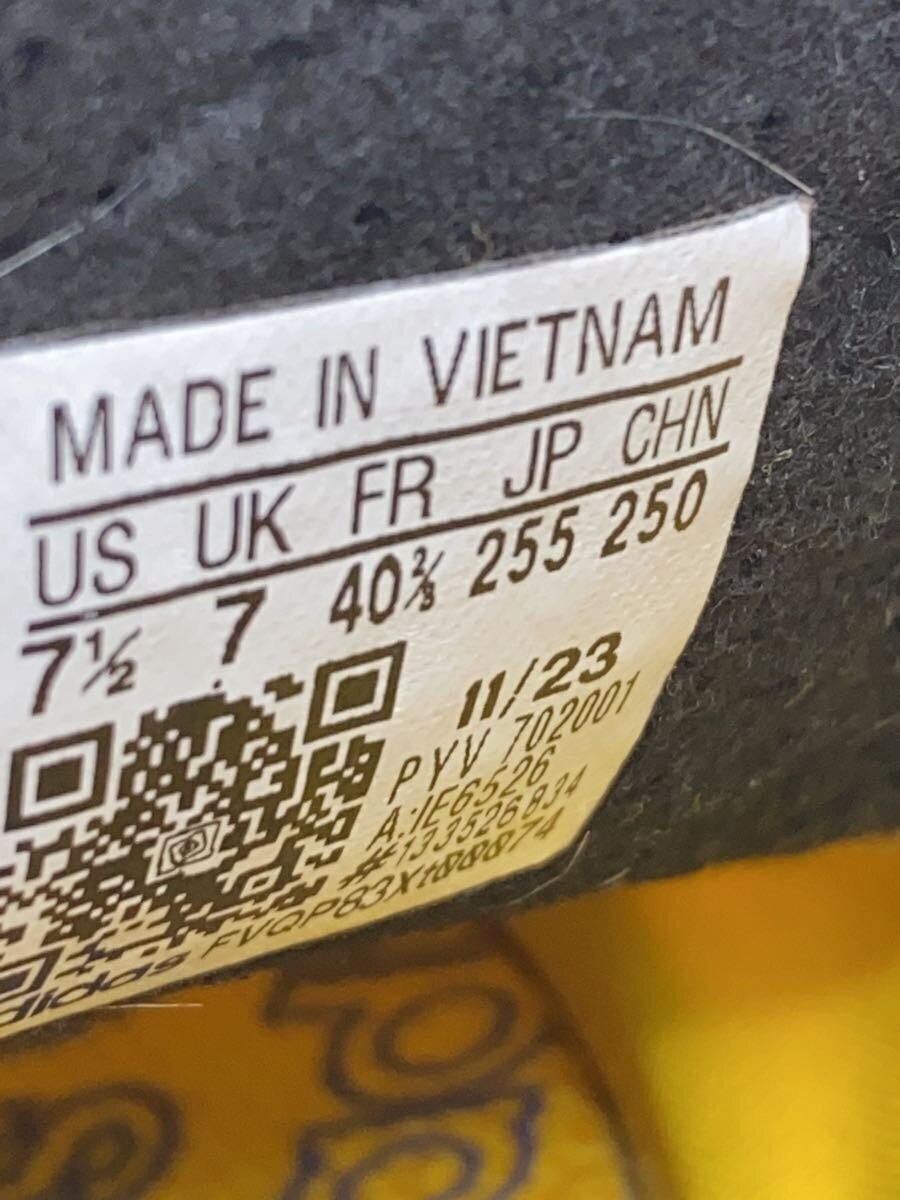 MADE IN VIETNAM
US UK FR JP CHN
7½ 7 40⅔ 255 250
11/23
PYV 702001
A:IE6526
#133526834
FVQP83Xt00074
adidas